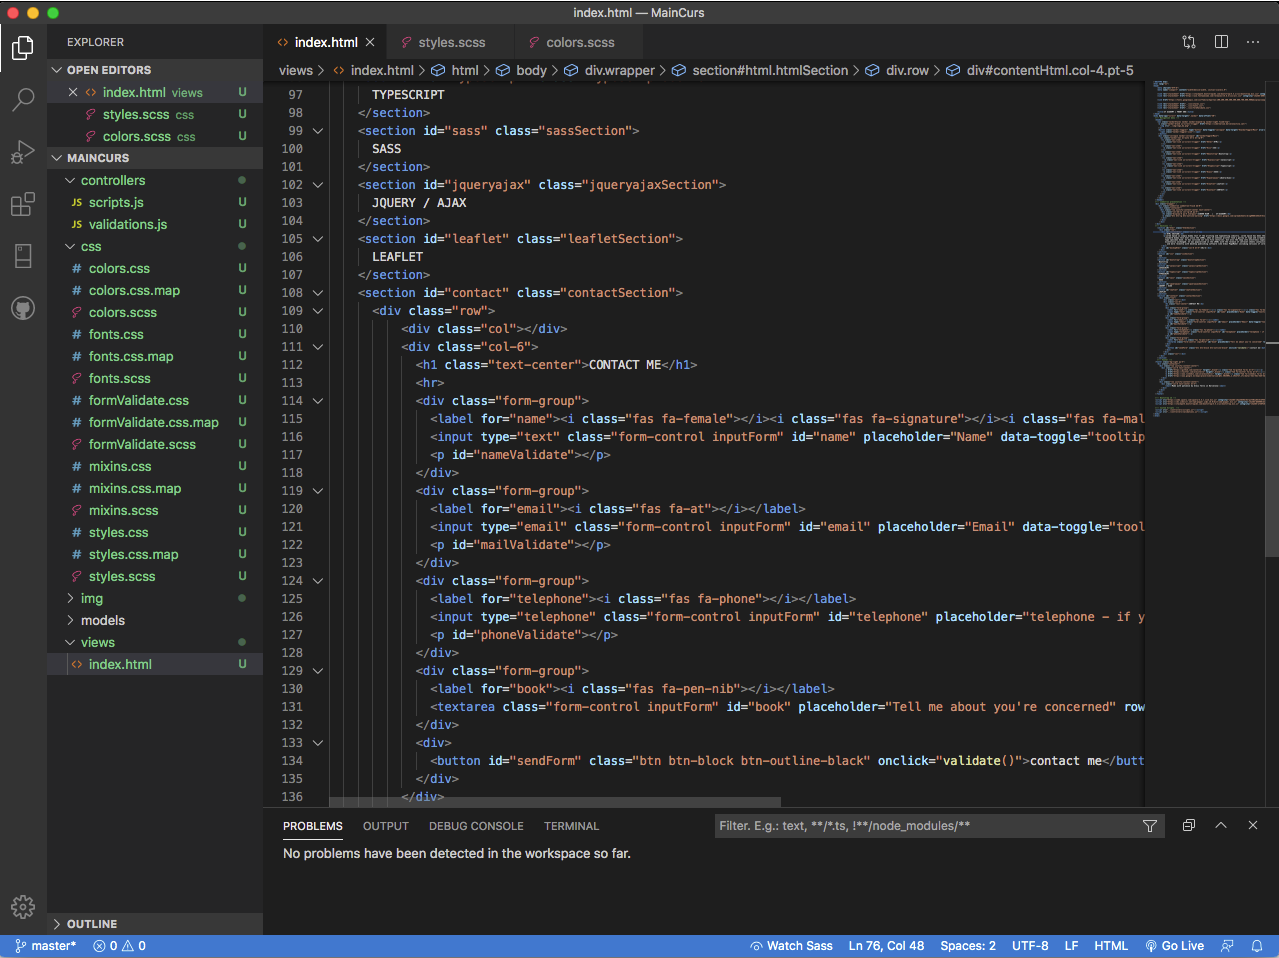 index.html — MainCurs
EXPLORER
OPEN EDITORS
index.html views U
styles.scss css U
colors.scss css U
MAINCURS
controllers
JS scripts.js U
JS validations.js U
css
# colors.css U
# colors.css.map U
colors.scss U
# fonts.css U
# fonts.css.map U
fonts.scss U
# formValidate.css U
# formValidate.css.map U
formValidate.scss U
# mixins.css U
# mixins.css.map U
mixins.scss U
# styles.css U
# styles.css.map U
styles.scss U
img
models
views
<> index.html U
OUTLINE
<> index.html
styles.scss
colors.scss
views > <> index.html > html > body > div.wrapper > section#html.htmlSection > div.row > div#contentHtml.col-4.pt-5
97 TYPESCRIPT
98 </section>
99 <section id="sass" class="sassSection">
100 SASS
101 </section>
102 <section id="jqueryajax" class="jqueryajaxSection">
103 JQUERY / AJAX
104 </section>
105 <section id="leaflet" class="leafletSection">
106 LEAFLET
107 </section>
108 <section id="contact" class="contactSection">
109 <div class="row">
110 <div class="col"></div>
111 <div class="col-6">
112 <h1 class="text-center">CONTACT ME</h1>
113 <hr>
114 <div class="form-group">
115 <label for="name"><i class="fas fa-female"></i><i class="fas fa-signature"></i><i class="fas fa-mal
116 <input type="text" class="form-control inputForm" id="name" placeholder="Name" data-toggle="tooltip
117 <p id="nameValidate"></p>
118 </div>
119 <div class="form-group">
120 <label for="email"><i class="fas fa-at"></i></label>
121 <input type="email" class="form-control inputForm" id="email" placeholder="Email" data-toggle="tool
122 <p id="mailValidate"></p>
123 </div>
124 <div class="form-group">
125 <label for="telephone"><i class="fas fa-phone"></i></label>
126 <input type="telephone" class="form-control inputForm" id="telephone" placeholder="telephone - if y
127 <p id="phoneValidate"></p>
128 </div>
129 <div class="form-group">
130 <label for="book"><i class="fas fa-pen-nib"></i></label>
131 <textarea class="form-control inputForm" id="book" placeholder="Tell me about you're concerned" row
132 </div>
133 <div>
134 <button id="sendForm" class="btn btn-block btn-outline-black" onclick="validate()">contact me</butt
135 </div>
136 </div>
PROBLEMS OUTPUT DEBUG CONSOLE TERMINAL
Filter. E.g.: text, **/*.ts, !**/node_modules/**
No problems have been detected in the workspace so far.
master* 0 0 Watch Sass Ln 76, Col 48 Spaces: 2 UTF-8 LF HTML Go Live